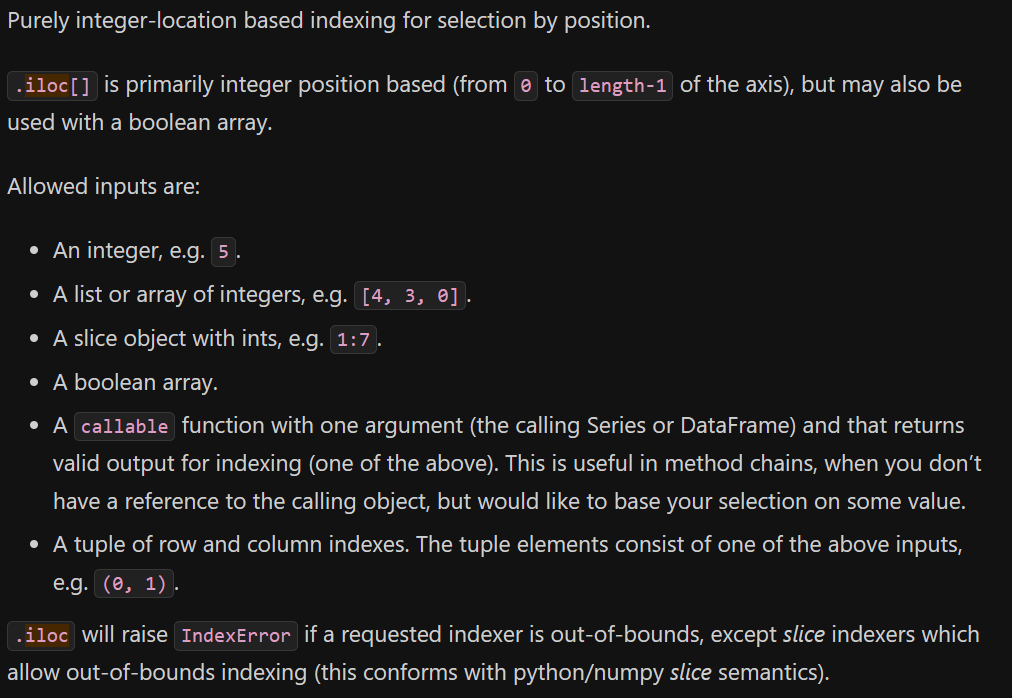 Purely integer-location based indexing for selection by position.
.iloc[] is primarily integer position based (from 0 to length-1 of the axis), but may also be
used with a boolean array.
Allowed inputs are:
• An integer, e.g. 5.
• A list or array of integers, e.g. [4, 3, 0].
• A slice object with ints, e.g. 1:7.
• A boolean array.
• A callable function with one argument (the calling Series or DataFrame) and that returns
valid output for indexing (one of the above). This is useful in method chains, when you don’t
have a reference to the calling object, but would like to base your selection on some value.
• A tuple of row and column indexes. The tuple elements consist of one of the above inputs,
e.g. (0, 1).
.iloc will raise IndexError if a requested indexer is out-of-bounds, except slice indexers which
allow out-of-bounds indexing (this conforms with python/numpy slice semantics).